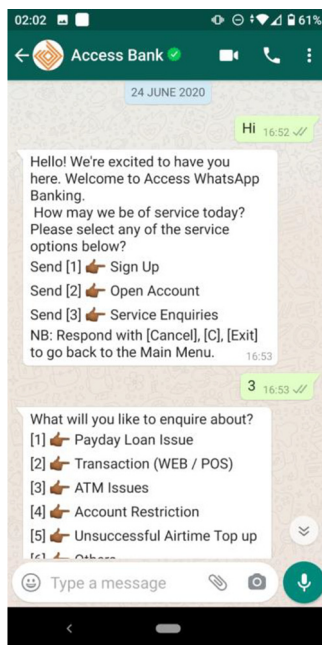 02:02
61%
Access Bank
24 JUNE 2020
Hi 16:52
Hello! We're excited to have you
here. Welcome to Access WhatsApp
Banking.
How may we be of service today?
Please select any of the service
options below?
Send [1] 👉🏾 Sign Up
Send [2] 👉🏾 Open Account
Send [3] 👉🏾 Service Enquiries
NB: Respond with [Cancel], [C], [Exit]
to go back to the Main Menu. 16:53
3 16:53
What will you like to enquire about?
[1] 👉🏾 Payday Loan Issue
[2] 👉🏾 Transaction (WEB / POS)
[3] 👉🏾 ATM Issues
[4] 👉🏾 Account Restriction
[5] 👉🏾 Unsuccessful Airtime Top up
[6] 👉🏾 Others
Type a message